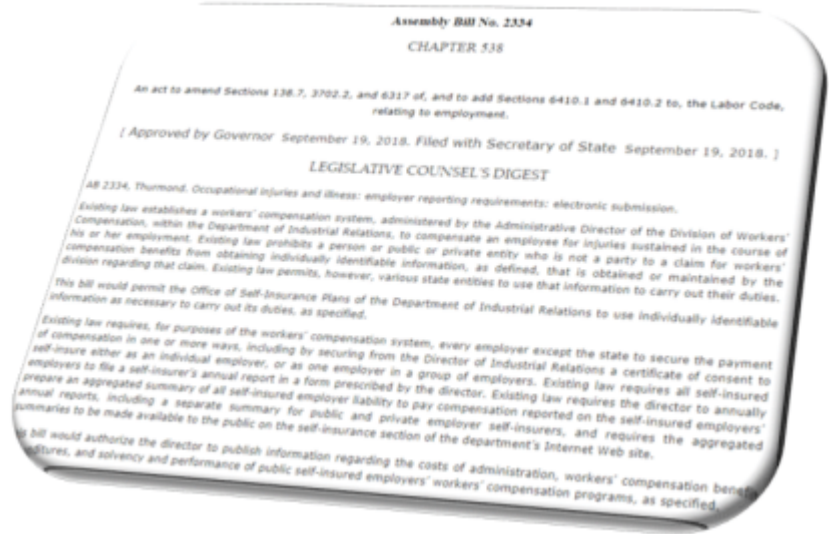 Assembly Bill No. 2334
CHAPTER 538
An act to amend Sections 138.7, 3702.2, and 6317 of, and to add Sections 6410.1 and 6410.2 to, the Labor Code,
relating to employment.
[ Approved by Governor September 19, 2018. Filed with Secretary of State September 19, 2018. ]
LEGISLATIVE COUNSEL'S DIGEST
AB 2334, Thurmond. Occupational injuries and illness: employer reporting requirements: electronic submission.
Existing law establishes a workers' compensation system, administered by the Administrative Director of the Division of Workers'
Compensation, within the Department of Industrial Relations, to compensate an employee for injuries sustained in the course of
his or her employment. Existing law prohibits a person or public or private entity who is not a party to a claim for workers'
compensation benefits from obtaining individually identifiable information, as defined, that is obtained or maintained by the
division regarding that claim. Existing law permits, however, various state entities to use that information to carry out their duties.
This bill would permit the Office of Self-Insurance Plans of the Department of Industrial Relations to use individually identifiable
information as necessary to carry out its duties, as specified.
Existing law requires, for purposes of the workers' compensation system, every employer except the state to secure the payment
of compensation in one or more ways, including by securing from the Director of Industrial Relations a certificate of consent to
self-insure either as an individual employer, or as one employer in a group of employers. Existing law requires all self-insured
employers to file a self-insurer's annual report in a form prescribed by the director. Existing law requires the director to annually
prepare an aggregated summary of all self-insured employer liability to pay compensation reported on the self-insured employers'
annual reports, including a separate summary for public and private employer self-insurers, and requires the aggregated
summaries to be made available to the public on the self-insurance section of the department's Internet Web site.
bill would authorize the director to publish information regarding the costs of administration, workers' compensation
and solvency and performance of public self-insured employers' workers' compensation programs, as specified.